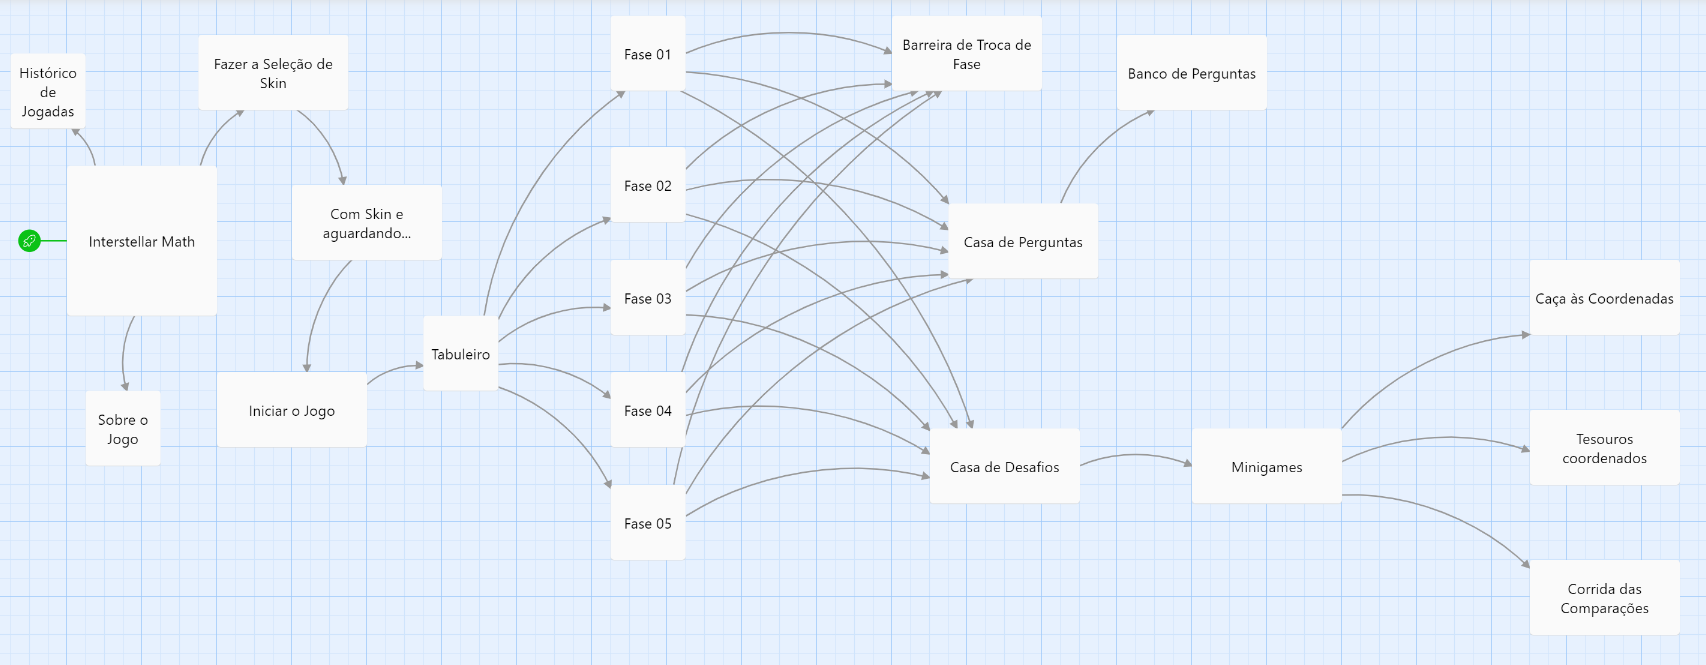 Histórico
de
Jogadas
Fazer a Seleção de
Skin
Interstellar Math
Com Skin e
aguardando...
Sobre o
Jogo
Iniciar o Jogo
Tabuleiro
Fase 01
Fase 02
Fase 03
Fase 04
Fase 05
Barreira de Troca de
Fase
Casa de Perguntas
Banco de Perguntas
Casa de Desafios
Minigames
Caça às Coordenadas
Tesouros
coordenados
Corrida das
Comparações